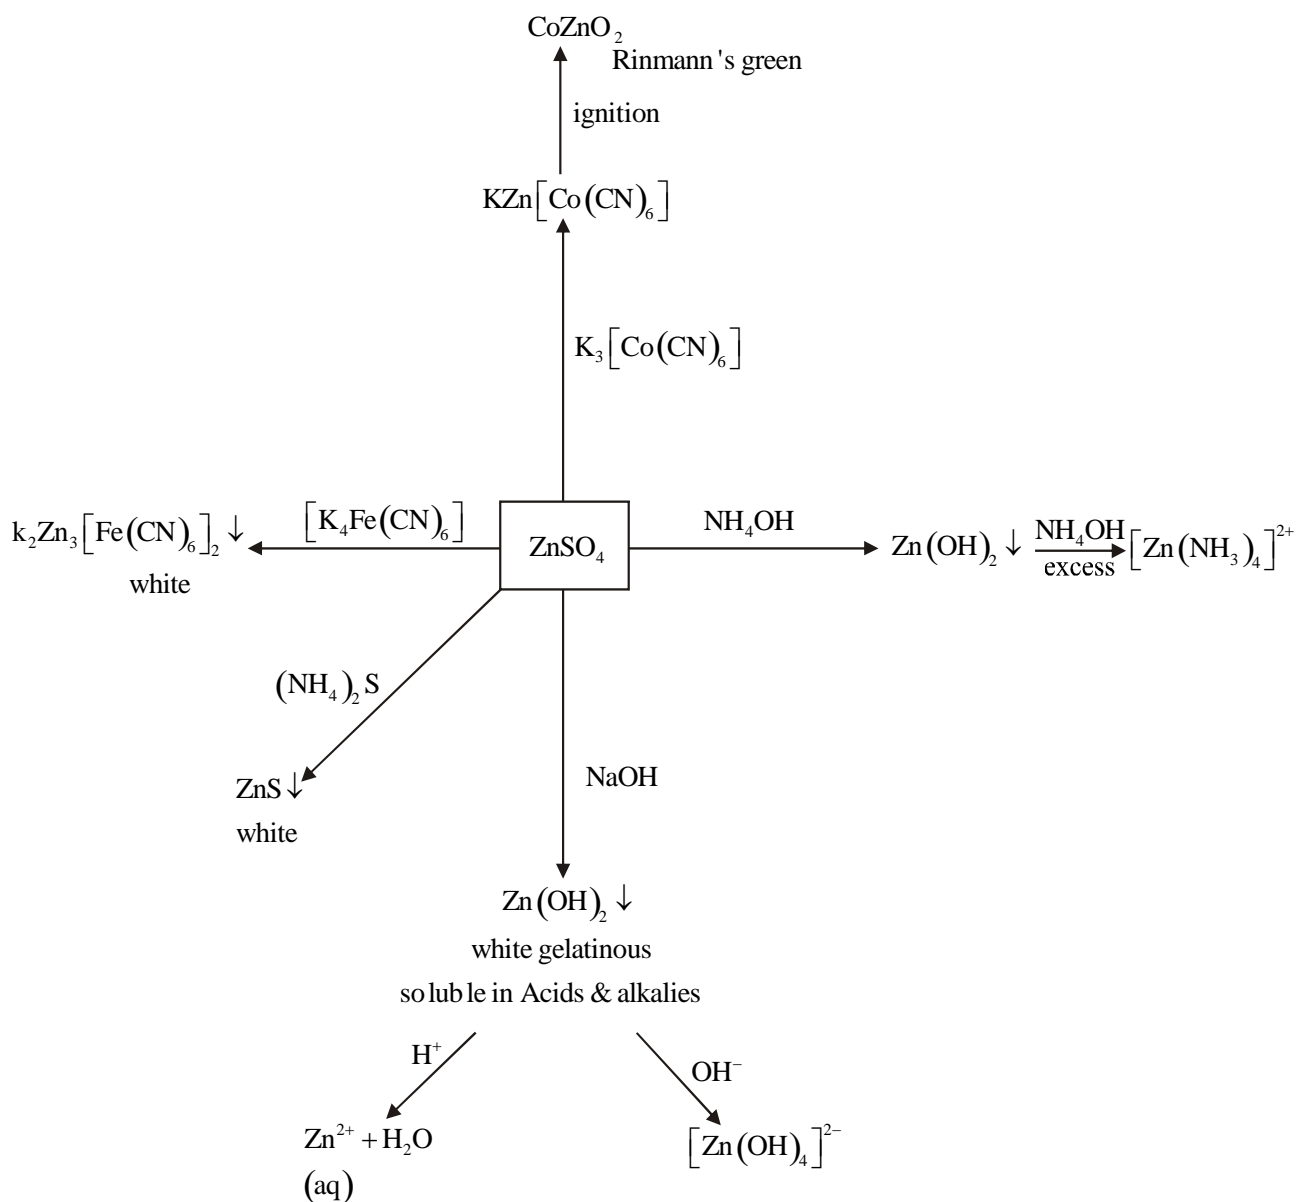 CoZnO₂
Rinmann's green
ignition
KZn[Co(CN)₆]
K₃[Co(CN)₆]
k₂Zn₃[Fe(CN)₆]₂ ↓
white
[K₄Fe(CN)₆]
ZnSO₄
NH₄OH
Zn(OH)₂ ↓
NH₄OH
excess
[Zn(NH₃)₄]²⁺
(NH₄)₂S
ZnS ↓
white
NaOH
Zn(OH)₂ ↓
white gelatinous
soluble in Acids & alkalies
H⁺
OH⁻
Zn²⁺ + H₂O
(aq)
[Zn(OH)₄]²⁻